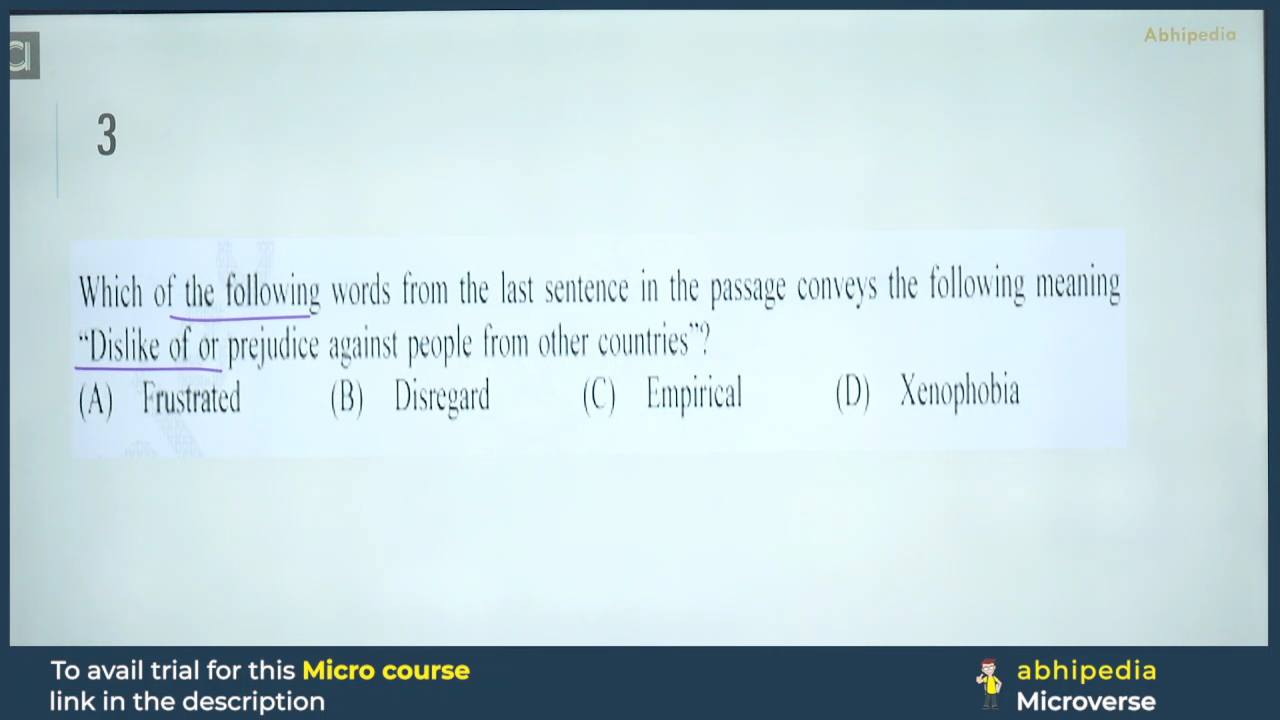 Abhipedia
a
3
Which of the following words from the last sentence in the passage conveys the following meaning
“Dislike of or prejudice against people from other countries”?
(A) Frustrated (B) Disregard (C) Empirical (D) Xenophobia
To avail trial for this Micro course
link in the description
abhipedia
Microverse